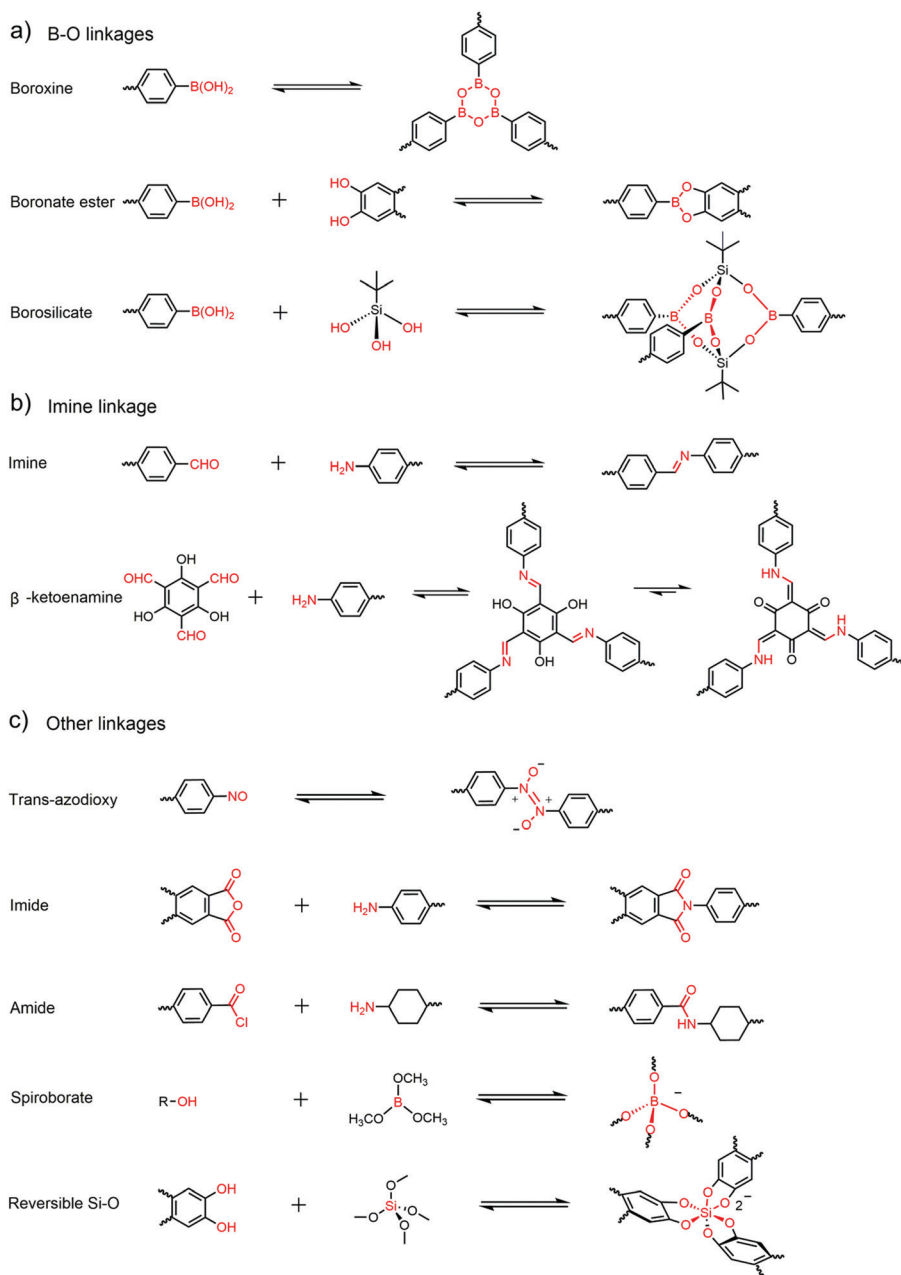 a) B-O linkages
Boroxine
B(OH)2
B
O O
B B
O
Boronate ester
B(OH)2
+
HO
HO
O
B
O
Borosilicate
B(OH)2
+
Si
HO OH
OH
Si
O O O
B B B
O O O
Si
b) Imine linkage
Imine
CHO
+
H2N
N
β -ketoenamine
OH
OHC CHO
HO OH
CHO
+
H2N
N
HO OH
N
N OH
HN
O O
H
N
NH O
c) Other linkages
Trans-azodioxy
NO
O−
N
+
N +
−O
Imide
O
O
O
+
H2N
O
N
O
Amide
O
Cl
+
H2N
O
HN
Spiroborate
R-OH
+
OCH3
B
H3CO OCH3
O −
B
O O
O
Reversible Si-O
OH
OH
+
O
Si
O O
O
O O
O Si O 2−
O O